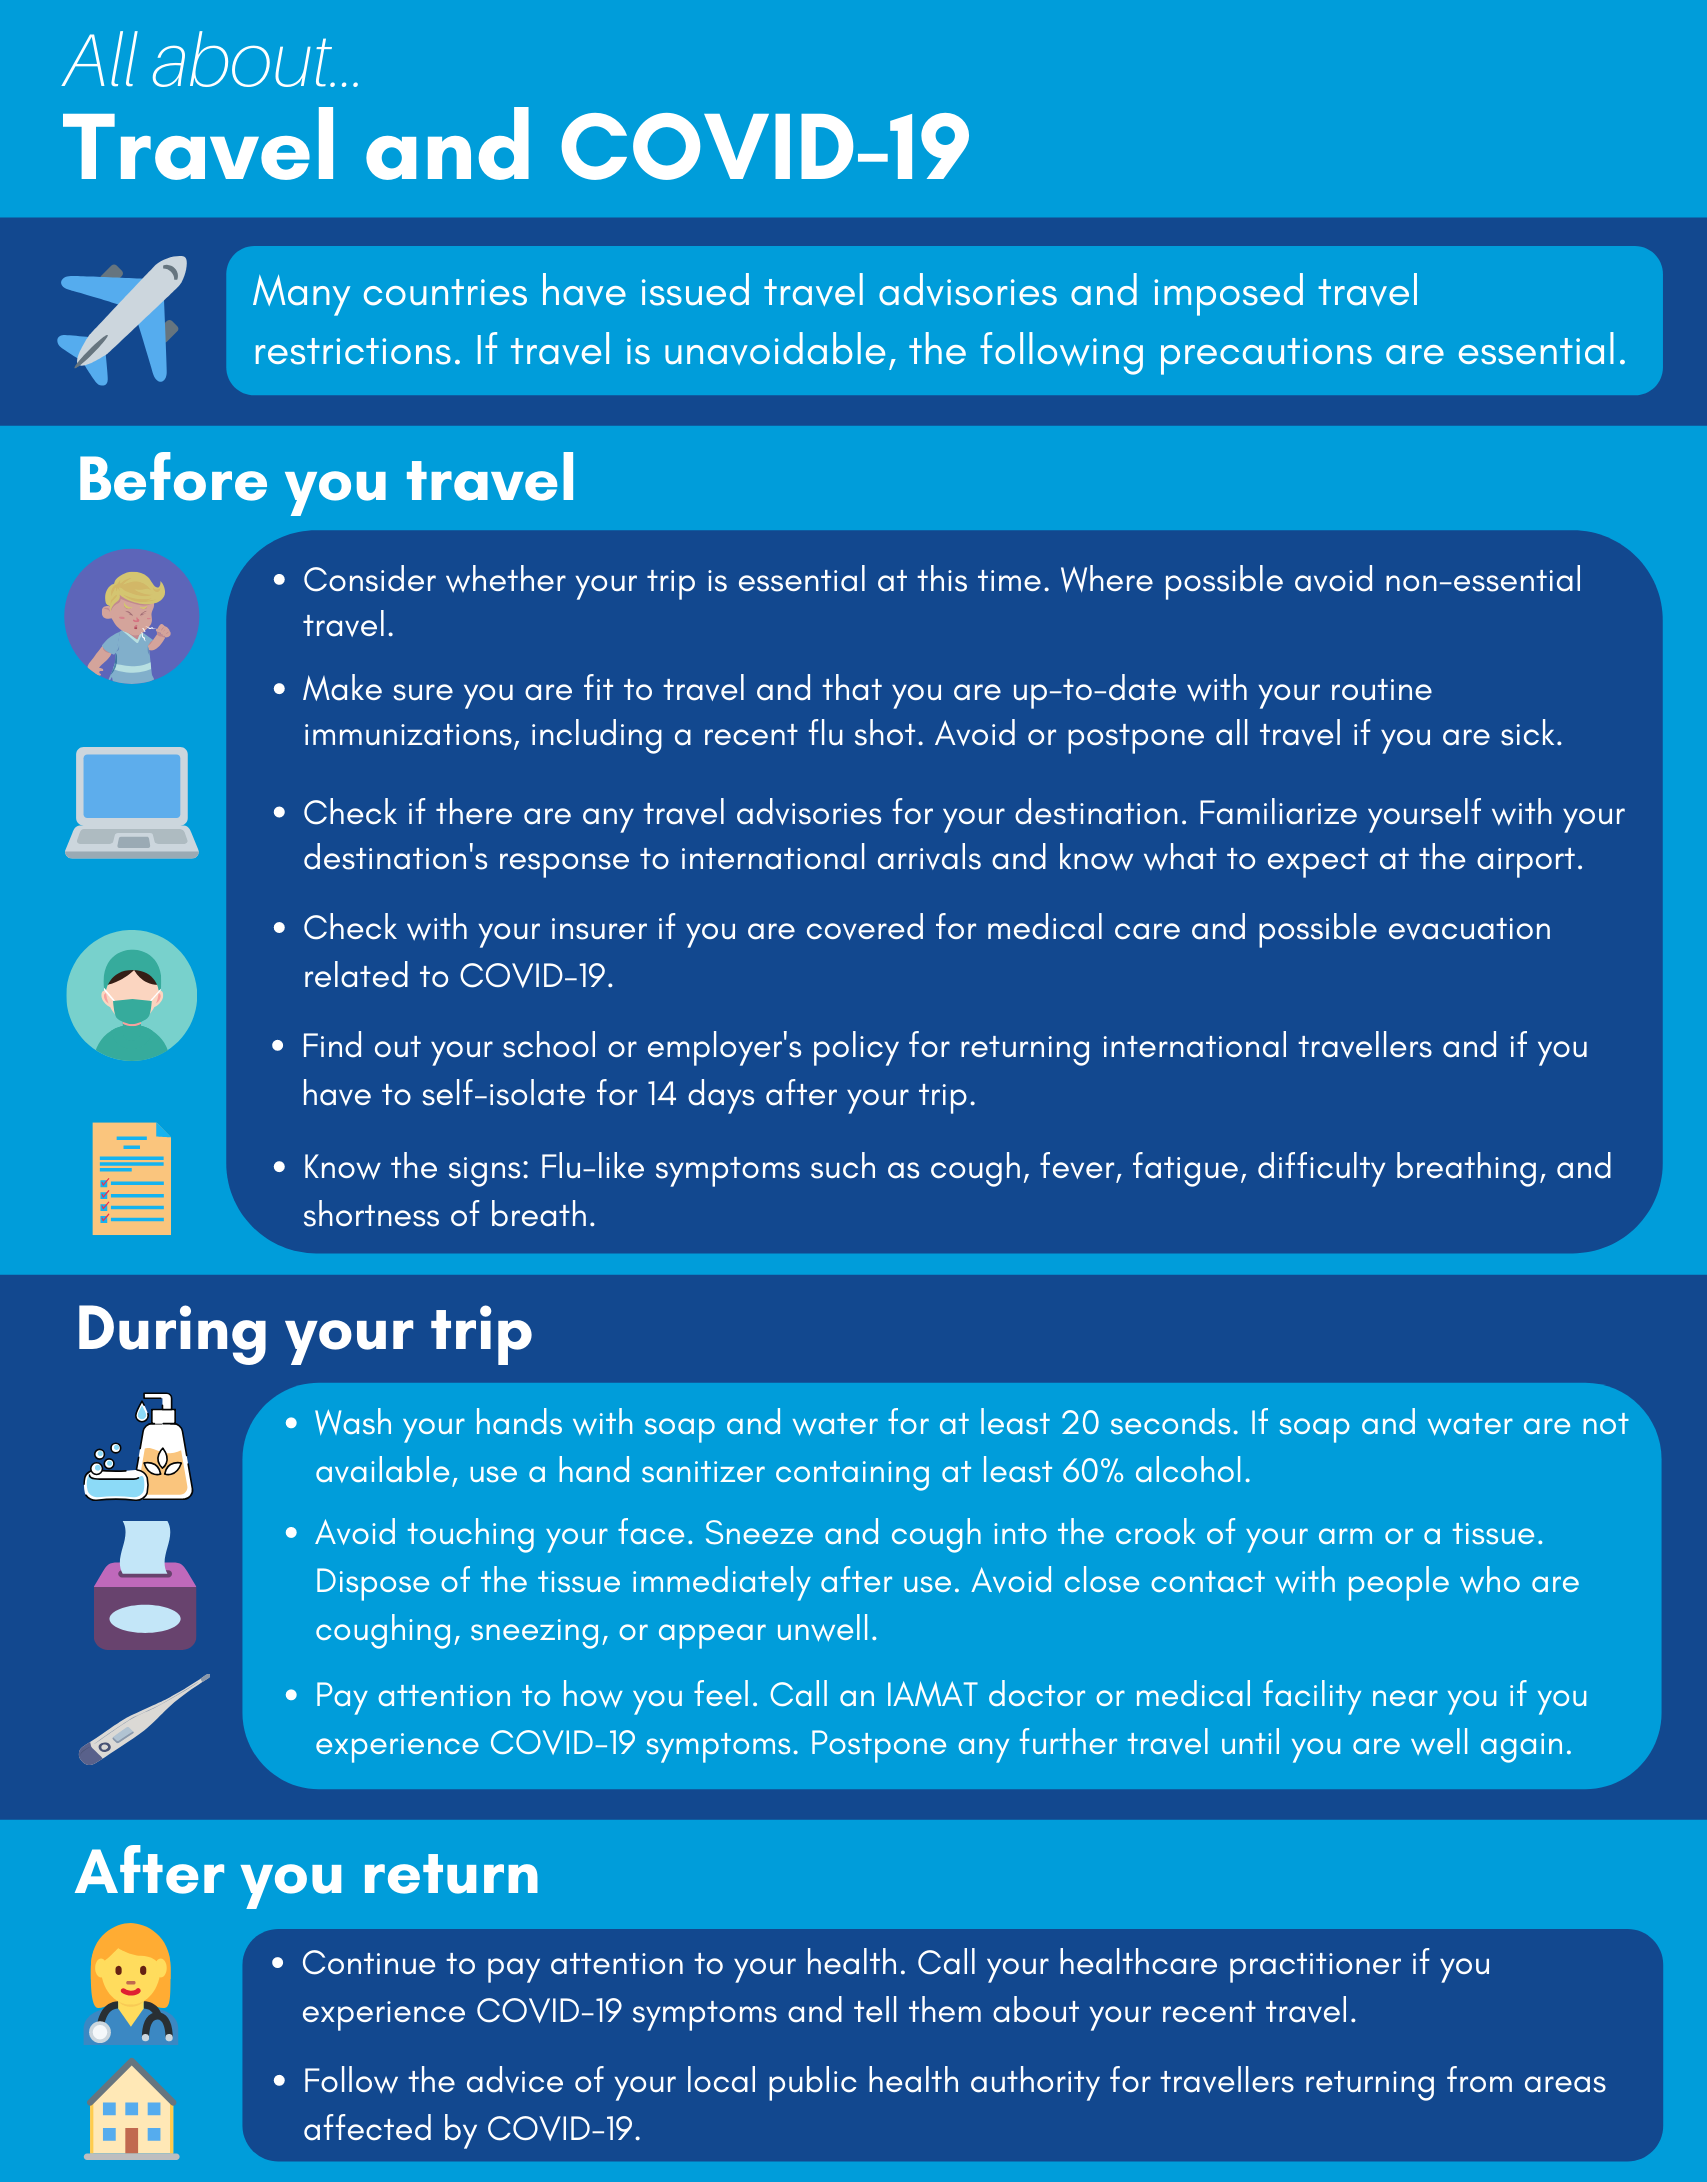 All about...
Travel and COVID-19
Many countries have issued travel advisories and imposed travel
restrictions. If travel is unavoidable, the following precautions are essential.
Before you travel
• Consider whether your trip is essential at this time. Where possible avoid non-essential
travel.
• Make sure you are fit to travel and that you are up-to-date with your routine
immunizations, including a recent flu shot. Avoid or postpone all travel if you are sick.
• Check if there are any travel advisories for your destination. Familiarize yourself with your
destination's response to international arrivals and know what to expect at the airport.
• Check with your insurer if you are covered for medical care and possible evacuation
related to COVID-19.
• Find out your school or employer's policy for returning international travellers and if you
have to self-isolate for 14 days after your trip.
• Know the signs: Flu-like symptoms such as cough, fever, fatigue, difficulty breathing, and
shortness of breath.
During your trip
• Wash your hands with soap and water for at least 20 seconds. If soap and water are not
available, use a hand sanitizer containing at least 60% alcohol.
• Avoid touching your face. Sneeze and cough into the crook of your arm or a tissue.
Dispose of the tissue immediately after use. Avoid close contact with people who are
coughing, sneezing, or appear unwell.
• Pay attention to how you feel. Call an IAMAT doctor or medical facility near you if you
experience COVID-19 symptoms. Postpone any further travel until you are well again.
After you return
• Continue to pay attention to your health. Call your healthcare practitioner if you
experience COVID-19 symptoms and tell them about your recent travel.
• Follow the advice of your local public health authority for travellers returning from areas
affected by COVID-19.